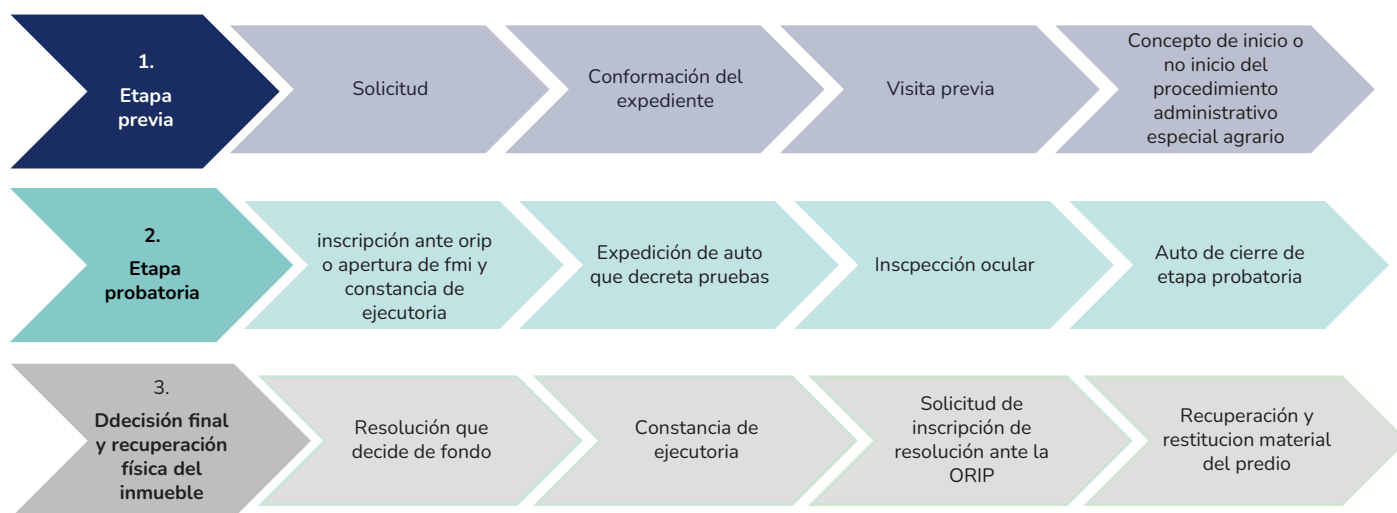 1.
Etapa
previa
Solicitud
Conformación del
expediente
Visita previa
Concepto de inicio o
no inicio del
procedimiento
administrativo
especial agrario
2.
Etapa
probatoria
inscripción ante orip
o apertura de fmi y
constancia de
ejecutoria
Expedición de auto
que decreta pruebas
Inscpección ocular
Auto de cierre de
etapa probatoria
3.
Ddecisión final
y recuperación
física del
inmueble
Resolución que
decide de fondo
Constancia de
ejecutoria
Solicitud de
inscripción de
resolución ante la
ORIP
Recuperación y
restitucion material
del predio